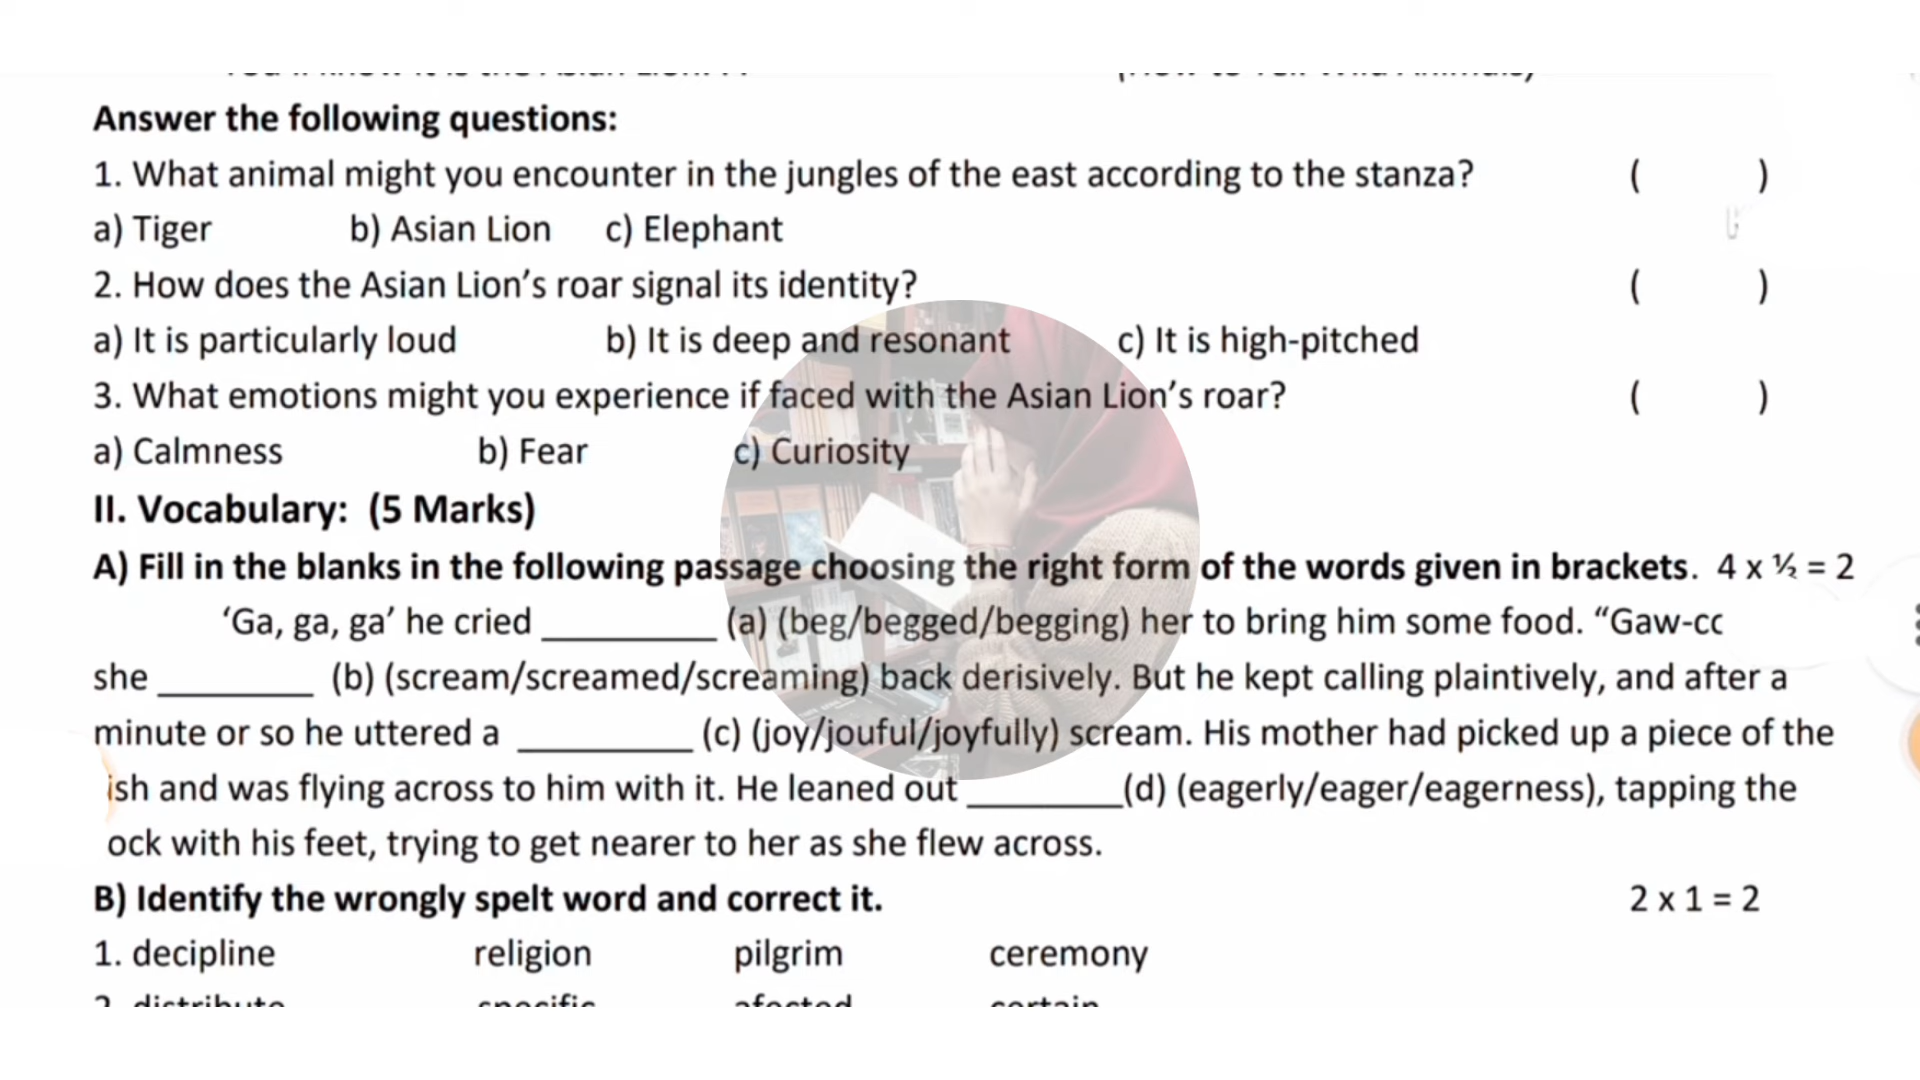 Answer the following questions:
1. What animal might you encounter in the jungles of the east according to the stanza? ( )
a) Tiger b) Asian Lion c) Elephant
2. How does the Asian Lion’s roar signal its identity? ( )
a) It is particularly loud b) It is deep and resonant c) It is high-pitched
3. What emotions might you experience if faced with the Asian Lion’s roar? ( )
a) Calmness b) Fear c) Curiosity
II. Vocabulary: (5 Marks)
A) Fill in the blanks in the following passage choosing the right form of the words given in brackets. 4 x ½ = 2
‘Ga, ga, ga’ he cried __________ (a) (beg/begged/begging) her to bring him some food. “Gaw-cc
she ________ (b) (scream/screamed/screaming) back derisively. But he kept calling plaintively, and after a
minute or so he uttered a _________ (c) (joy/jouful/joyfully) scream. His mother had picked up a piece of the
ish and was flying across to him with it. He leaned out ________(d) (eagerly/eager/eagerness), tapping the
ock with his feet, trying to get nearer to her as she flew across.
B) Identify the wrongly spelt word and correct it. 2 x 1 = 2
1. decipline religion pilgrim ceremony
2. distribute specific afected certain